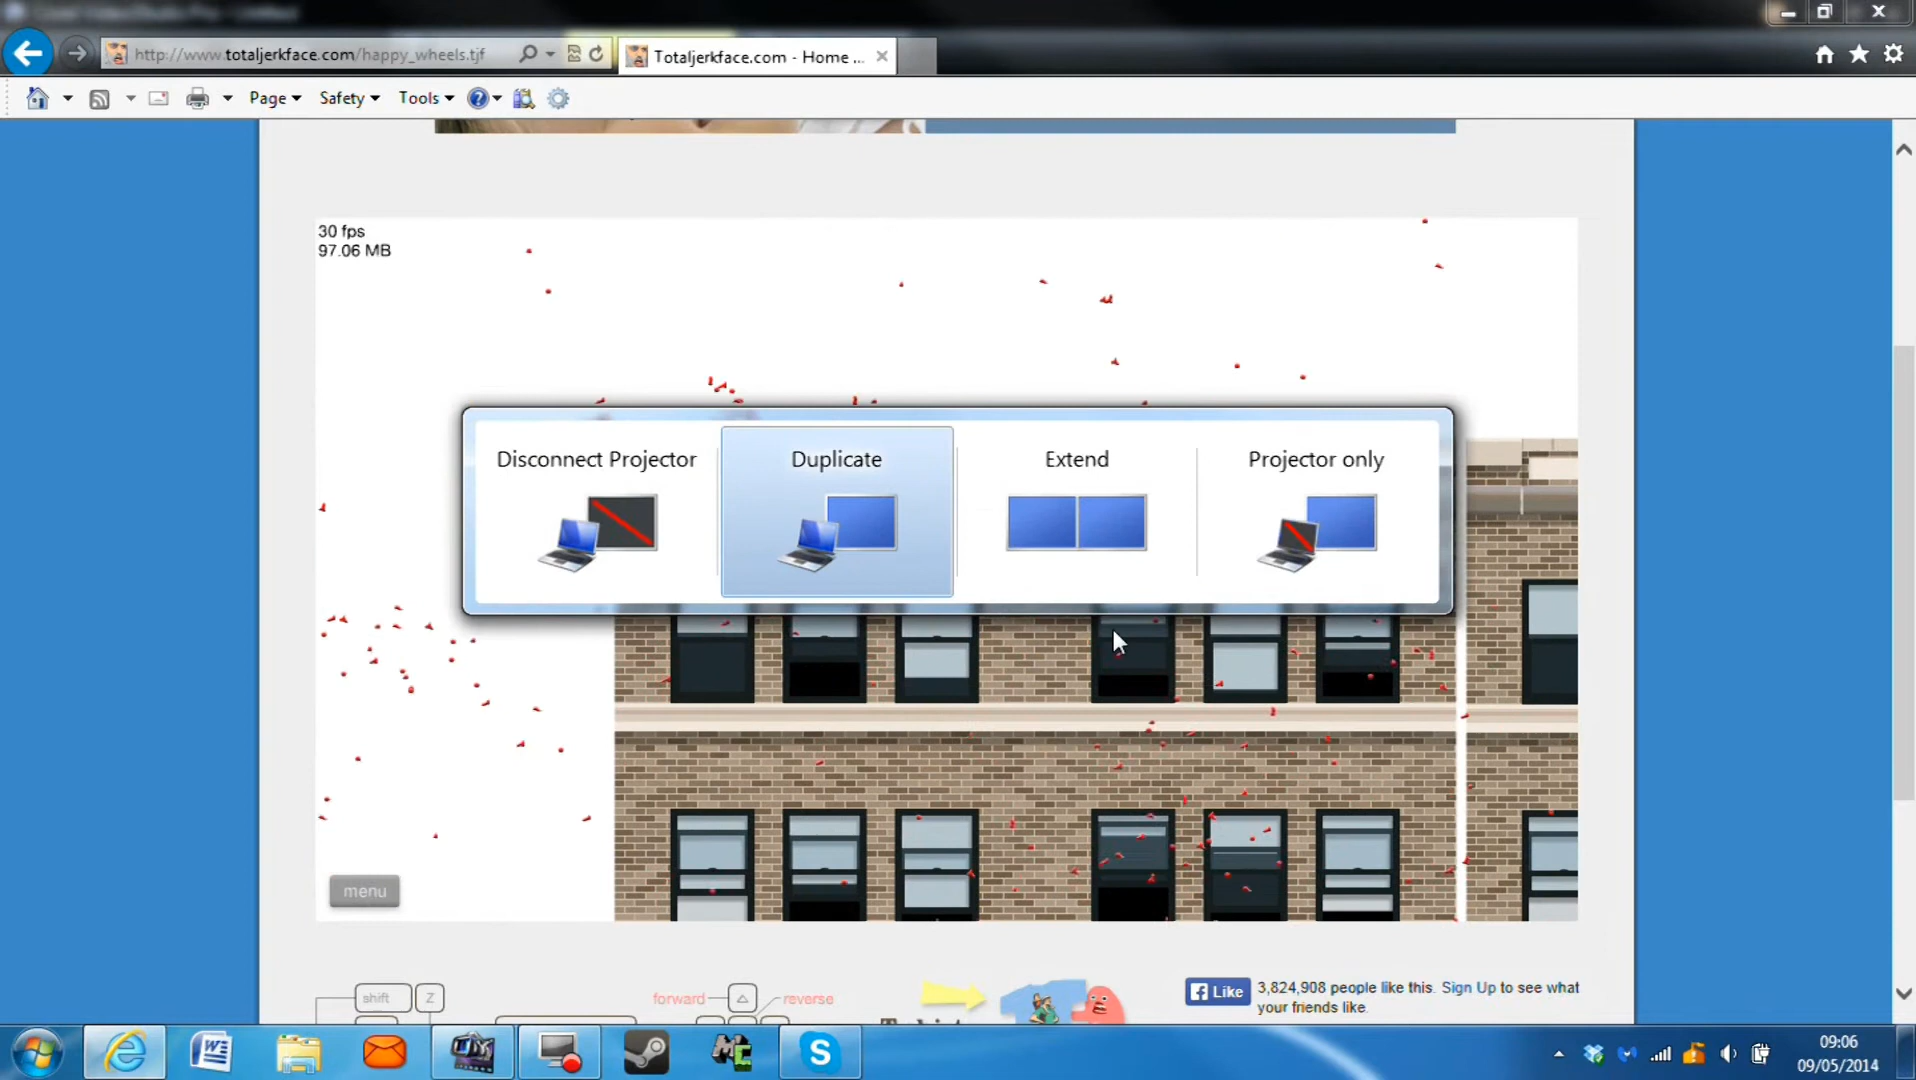 http://www.totaljerkface.com/happy_wheels.tjf
Totaljerkface.com - Home ...
Page Safety Tools
30 fps
97.06 MB
Disconnect Projector Duplicate Extend Projector only
menu
shift Z forward reverse
Like 3,824,908 people like this. Sign Up to see what
your friends like.
09:06
09/05/2014